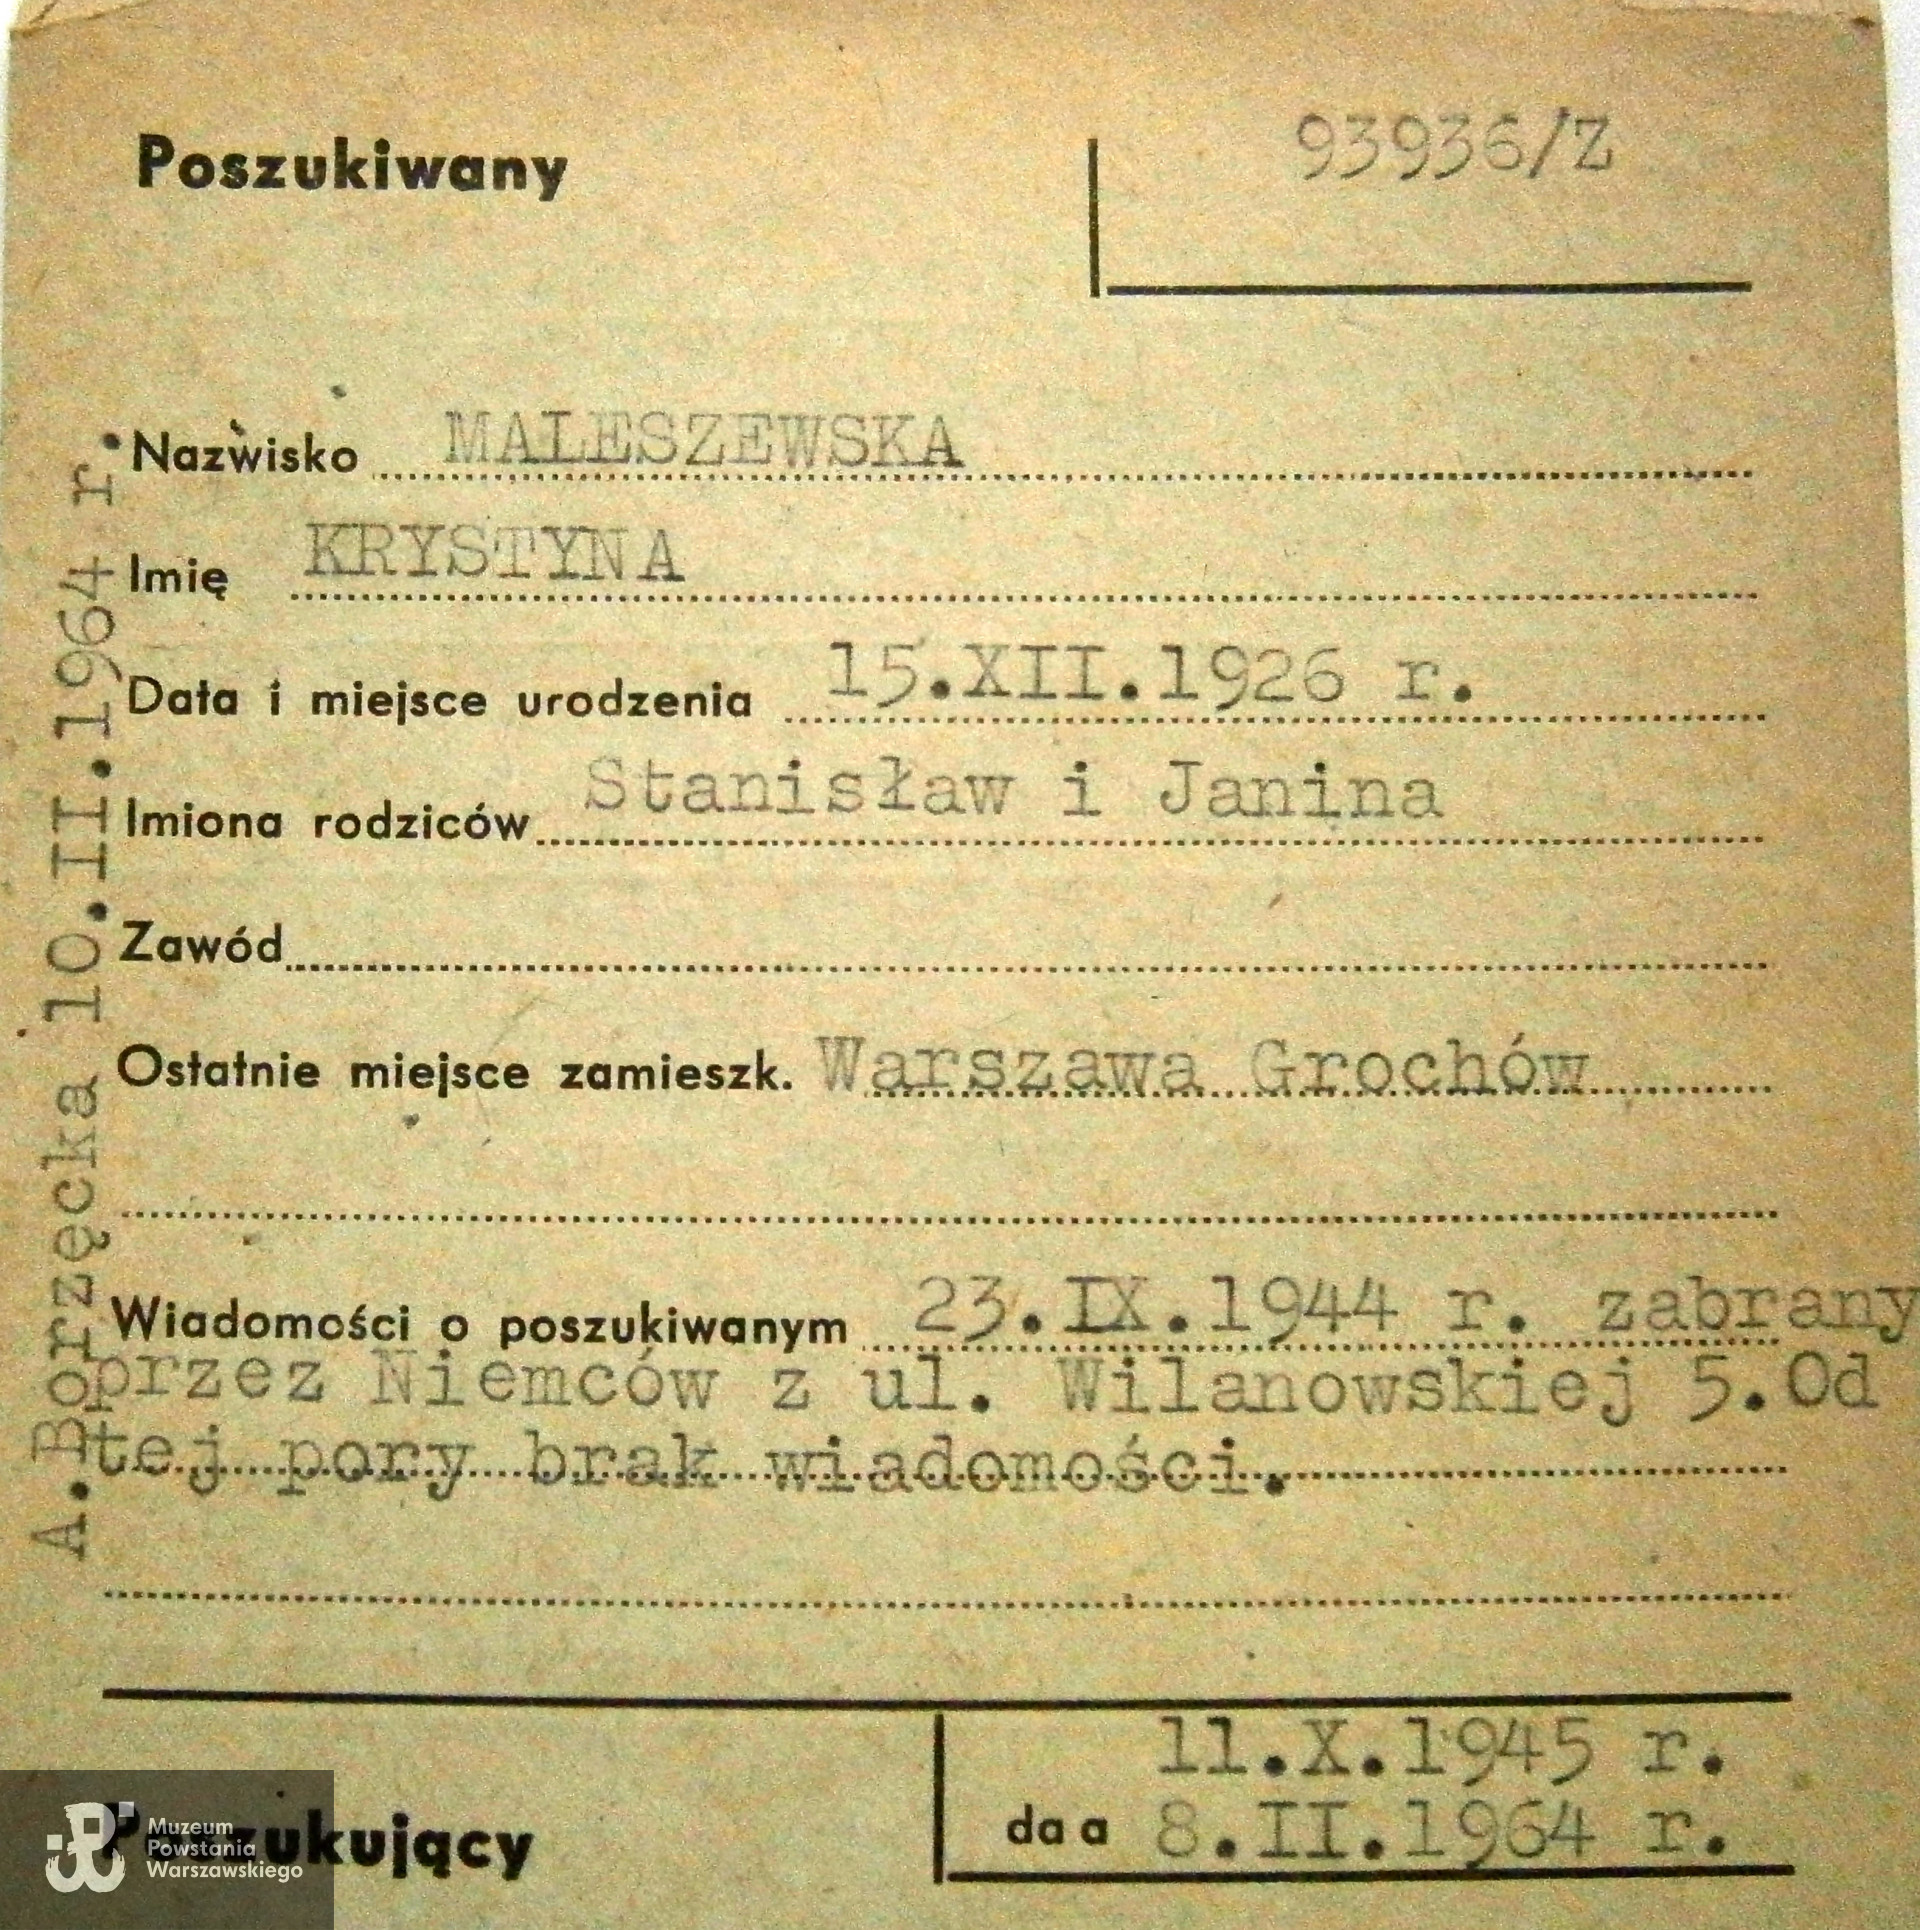 Poszukiwany
93936/Z
Nazwisko MALESZEWSKA
Imię KRYSTYNA
Data i miejsce urodzenia 15.XII.1926 r.
Imiona rodziców Stanisław i Janina
Zawód
Ostatnie miejsce zamieszk. Warszawa Grochów
Wiadomości o poszukiwanym 23.IX.1944 r. zabrany
przez Niemców z ul. Wilanowskiej 5. Od
tej pory brak wiadomości.
A.Borzęcka 10.II.1964 r.
11.X.1945 r.
da a 8.II.1964 r.
Poszukujący
Muzeum
Powstania
Warszawskiego